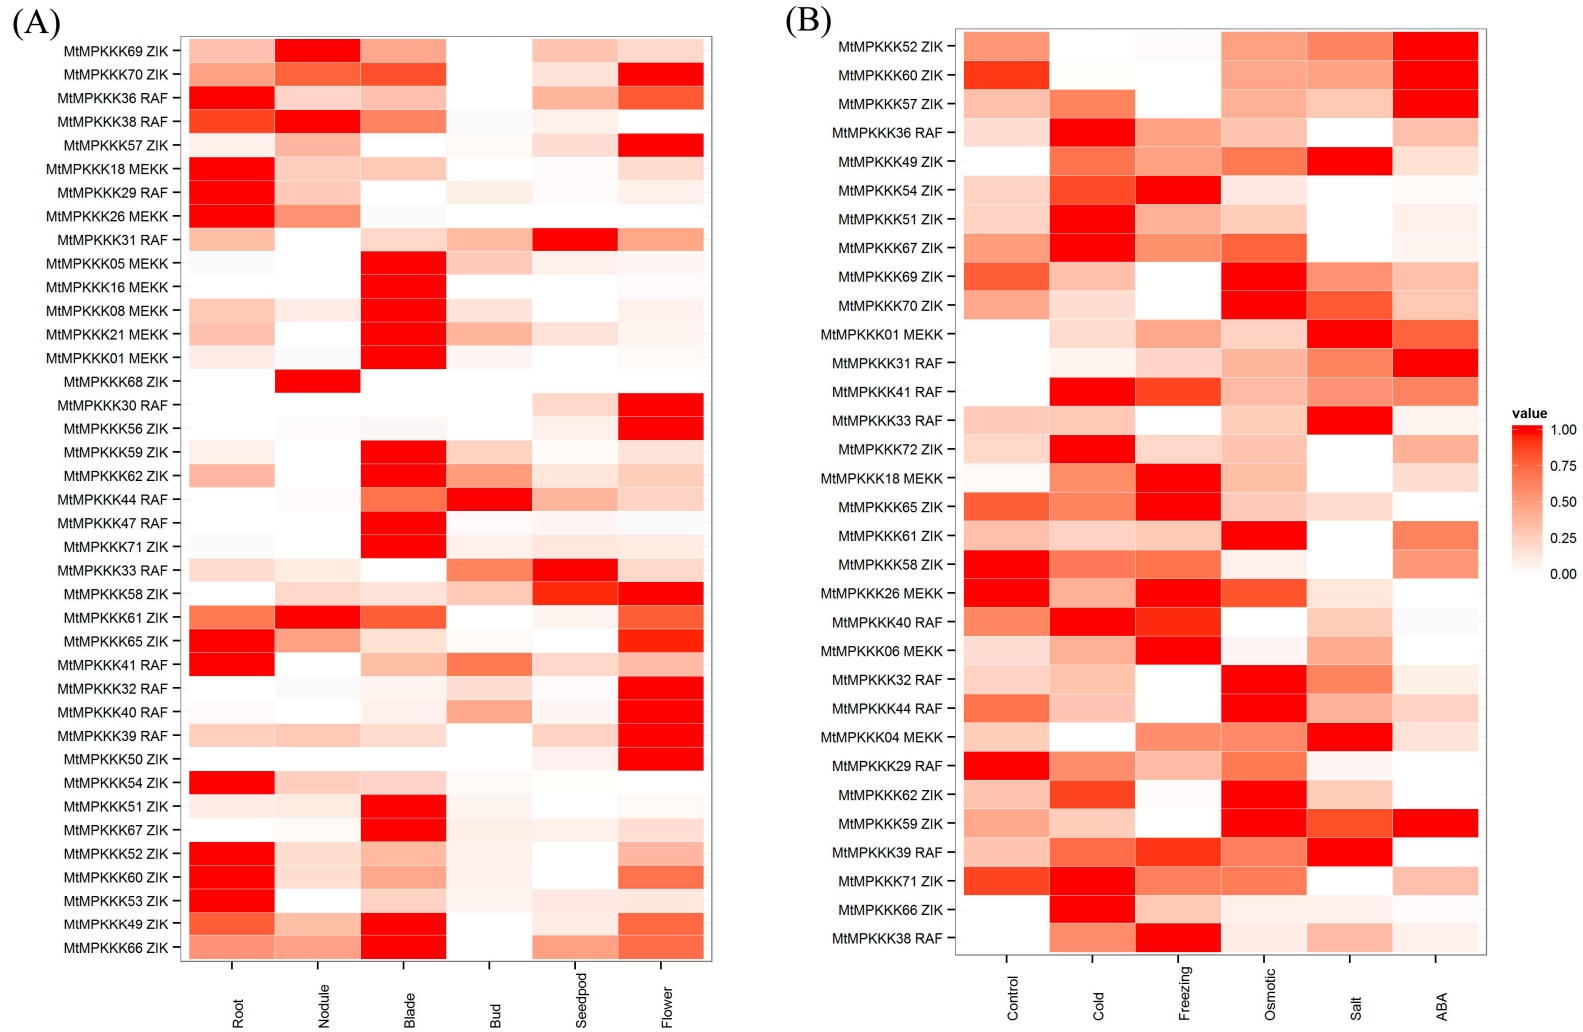 (A)
MtMPKKK69 ZIK
MtMPKKK70 ZIK
MtMPKKK36 RAF
MtMPKKK38 RAF
MtMPKKK57 ZIK
MtMPKKK18 MEKK
MtMPKKK29 RAF
MtMPKKK26 MEKK
MtMPKKK31 RAF
MtMPKKK05 MEKK
MtMPKKK16 MEKK
MtMPKKK08 MEKK
MtMPKKK21 MEKK
MtMPKKK01 MEKK
MtMPKKK68 ZIK
MtMPKKK30 RAF
MtMPKKK56 ZIK
MtMPKKK59 ZIK
MtMPKKK62 ZIK
MtMPKKK44 RAF
MtMPKKK47 RAF
MtMPKKK71 ZIK
MtMPKKK33 RAF
MtMPKKK58 ZIK
MtMPKKK61 ZIK
MtMPKKK65 ZIK
MtMPKKK41 RAF
MtMPKKK32 RAF
MtMPKKK40 RAF
MtMPKKK39 RAF
MtMPKKK50 ZIK
MtMPKKK54 ZIK
MtMPKKK51 ZIK
MtMPKKK67 ZIK
MtMPKKK52 ZIK
MtMPKKK60 ZIK
MtMPKKK53 ZIK
MtMPKKK49 ZIK
MtMPKKK66 ZIK
Root
Nodule
Blade
Bud
Seedpod
Flower
(B)
MtMPKKK52 ZIK
MtMPKKK60 ZIK
MtMPKKK57 ZIK
MtMPKKK36 RAF
MtMPKKK49 ZIK
MtMPKKK54 ZIK
MtMPKKK51 ZIK
MtMPKKK67 ZIK
MtMPKKK69 ZIK
MtMPKKK70 ZIK
MtMPKKK01 MEKK
MtMPKKK31 RAF
MtMPKKK41 RAF
MtMPKKK33 RAF
MtMPKKK72 ZIK
MtMPKKK18 MEKK
MtMPKKK65 ZIK
MtMPKKK61 ZIK
MtMPKKK58 ZIK
MtMPKKK26 MEKK
MtMPKKK40 RAF
MtMPKKK06 MEKK
MtMPKKK32 RAF
MtMPKKK44 RAF
MtMPKKK04 MEKK
MtMPKKK29 RAF
MtMPKKK62 ZIK
MtMPKKK59 ZIK
MtMPKKK39 RAF
MtMPKKK71 ZIK
MtMPKKK66 ZIK
MtMPKKK38 RAF
Control
Cold
Freezing
Osmotic
Salt
ABA
value
1.00
0.75
0.50
0.25
0.00